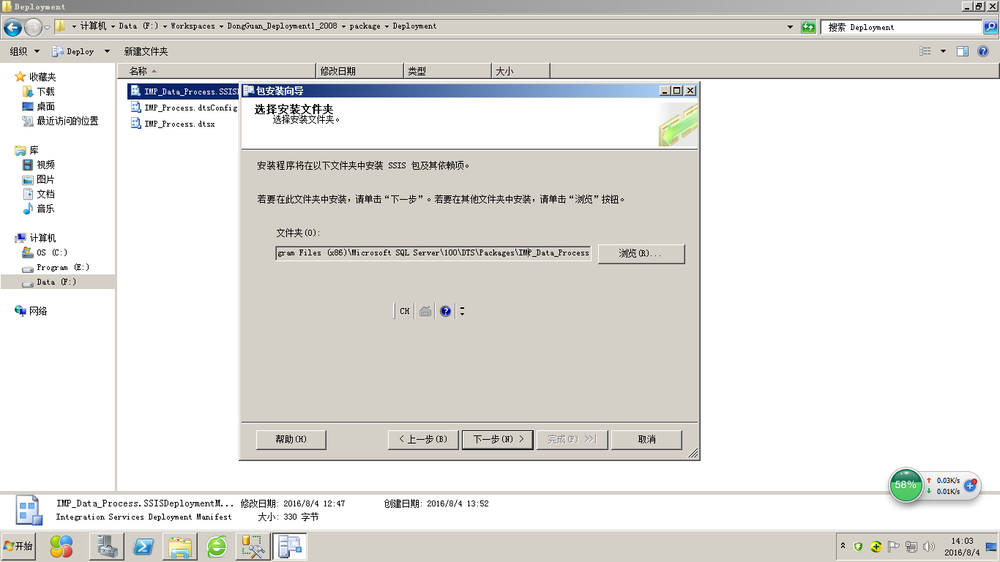 Deployment
计算机 Data (F:) Workspaces DongGuan_Deployment1_2008 package Deployment
搜索 Deployment
组织 Deploy 新建文件夹
收藏夹
下载
桌面
最近访问的位置
库
视频
图片
文档
音乐
计算机
OS (C:)
Program (E:)
Data (F:)
网络
名称 修改日期 类型 大小
IMP_Data_Process.SSISD
IMP_Process.dtsConfig
IMP_Process.dtsx
包安装向导
选择安装文件夹
选择安装文件夹。
安装程序将在以下文件夹中安装 SSIS 包及其依赖项。
若要在此文件夹中安装，请单击“下一步”。若要在其他文件夹中安装，请单击“浏览”按钮。
文件夹(O):
gram Files (x86)\Microsoft SQL Server\100\DTS\Packages\IMP_Data_Process
浏览(R)...
CH
帮助(H) < 上一步(B) 下一步(N) > 完成(F) >>| 取消
58% 0.03K/s
0.01K/s
IMP_Data_Process.SSISDeploymentM... 修改日期: 2016/8/4 12:47 创建日期: 2016/8/4 13:52
Integration Services Deployment Manifest 大小: 330 字节
开始
14:03
2016/8/4